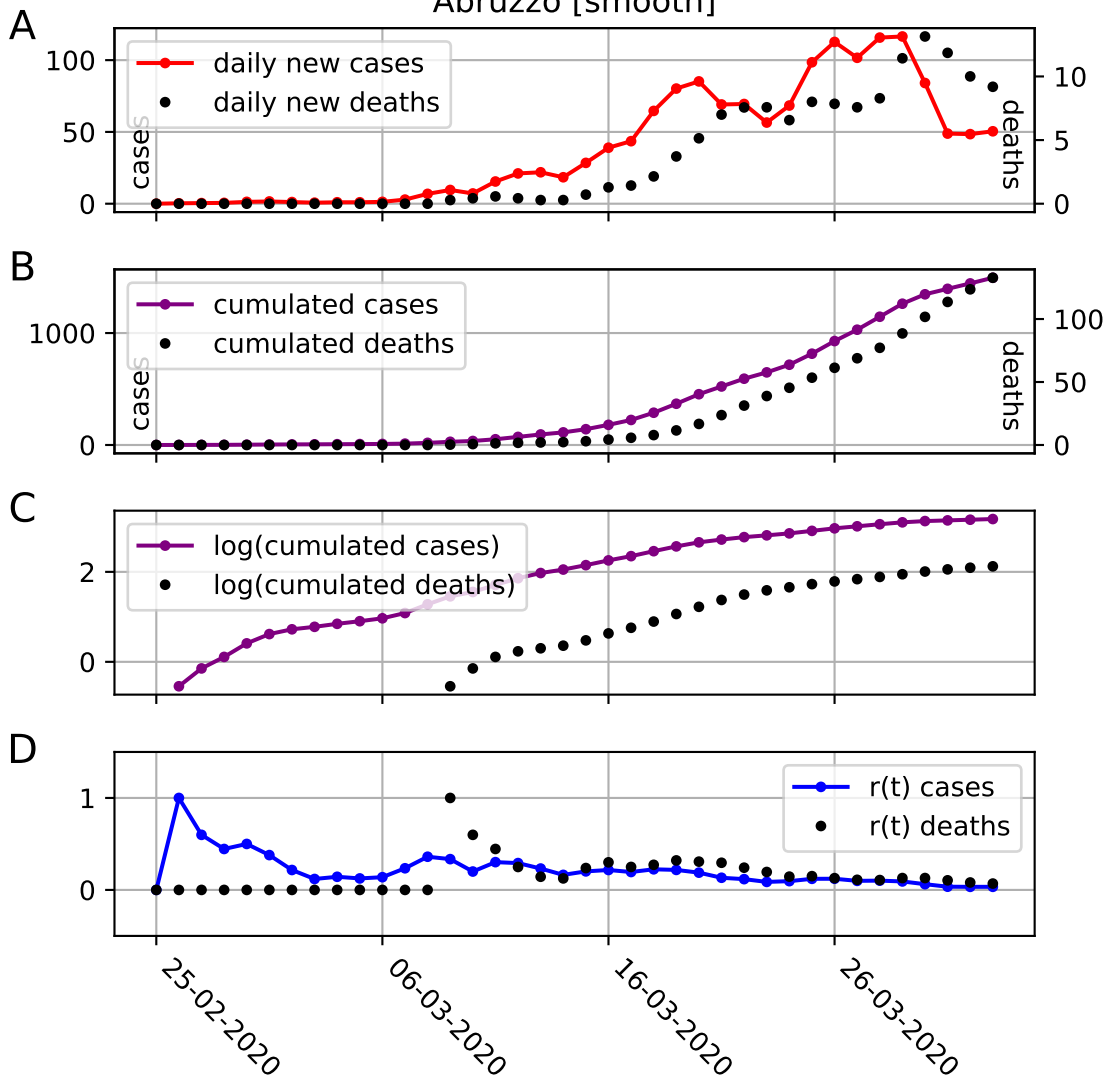 Abruzzo [smooth]
A
daily new cases
daily new deaths
cases
deaths
100
50
0
10
5
0
B
cumulated cases
cumulated deaths
cases
deaths
1000
0
100
50
0
C
log(cumulated cases)
log(cumulated deaths)
2
0
D
r(t) cases
r(t) deaths
1
0
25-02-2020
06-03-2020
16-03-2020
26-03-2020